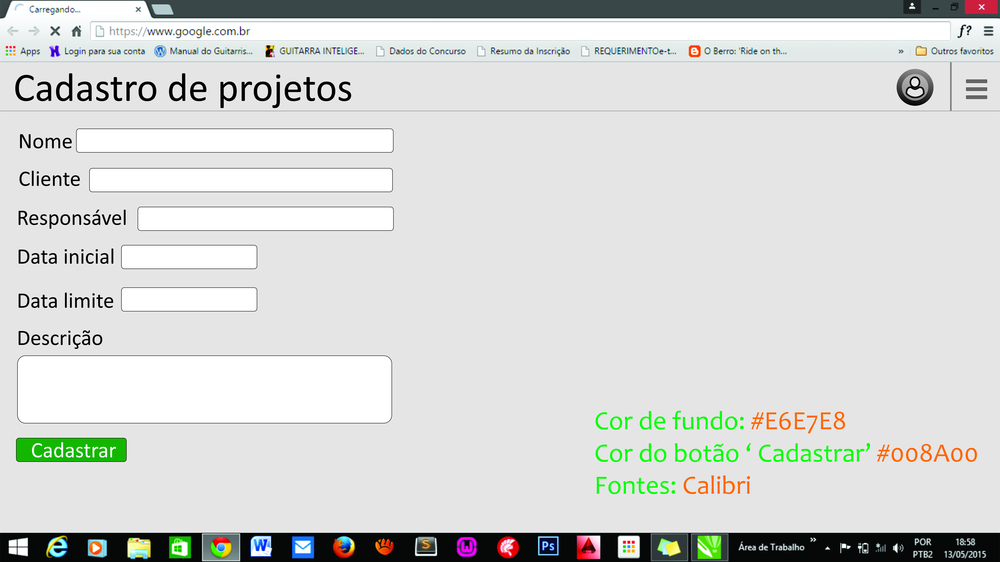 Carregando...
https://www.google.com.br
f?
Apps Login para sua conta Manual do Guitarris... GUITARRA INTELIGE... Dados do Concurso Resumo da Inscrição REQUERIMENTOe-t... O Berro: 'Ride on th... » Outros favoritos
Cadastro de projetos
Nome
Cliente
Responsável
Data inicial
Data limite
Descrição
Cadastrar
Cor de fundo: #E6E7E8
Cor do botão ‘ Cadastrar’ #008A00
Fontes: Calibri
Área de Trabalho » POR 18:58
PTB2 13/05/2015